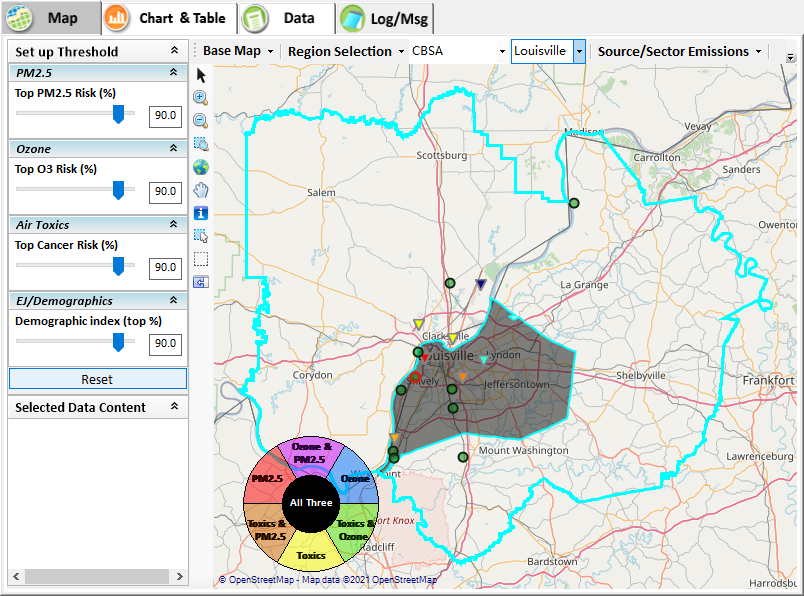 Map
Chart & Table
Data
Log/Msg
Set up Threshold
Base Map
Region Selection
CBSA
Louisville
Source/Sector Emissions
PM2.5
Top PM2.5 Risk (%)
90.0
Ozone
Top O3 Risk (%)
90.0
Air Toxics
Top Cancer Risk (%)
90.0
EJ/Demographics
Demographic index (top %)
90.0
Reset
Selected Data Content
Madison
Vevay
Scottsburg
Carrollton
Salem
Owenton
La Grange
Clarksville
Louisville
Lyndon
Corydon
Shively
Jeffersontown
Shelbyville
Frankfort
Mount Washington
Lawrenceburg
West Point
Fort Knox
Radcliff
Bardstown
Harrodsbu
Ozone &
PM2.5
PM2.5
Ozone
All Three
Toxics &
PM2.5
Toxics &
Ozone
Toxics
© OpenStreetMap - Map data ©2021 OpenStreetMap